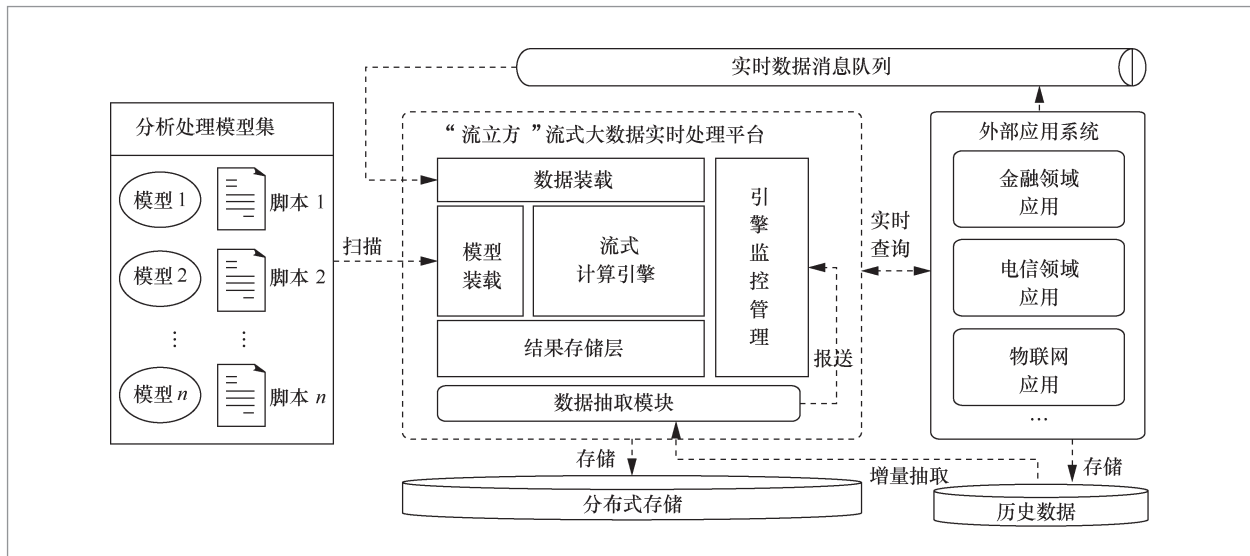 实时数据消息队列
分析处理模型集
模型1
脚本1
模型2
脚本2
⋮
⋮
模型n
脚本n
扫描
“流立方”流式大数据实时处理平台
数据装载
模型
装载
流式
计算引擎
结果存储层
引
擎
监
控
管
理
数据抽取模块
报送
实时
查询
外部应用系统
金融领域
应用
电信领域
应用
物联网
应用
…
存储
分布式存储
增量抽取
存储
历史数据